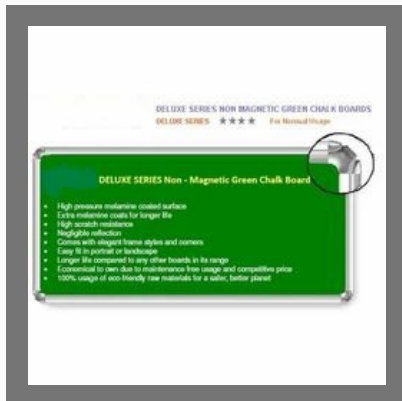 DELUXE SERIES NON MAGNETIC GREEN CHALK BOARDS
DELUXE SERIES ★★★★ For Normal Usage
DELUXE SERIES Non - Magnetic Green Chalk Board
• High pressure melamine coated surface
• Extra melamine coats for longer life
• High scratch resistance
• Negligible reflection
• Comes with elegant frame styles and corners
• Easy fit in portrait or landscape
• Longer life compared to any other boards in its range
• Economical to own due to maintenance free usage and competitive price
• 100% usage of eco-friendly raw materials for a safer, better planet